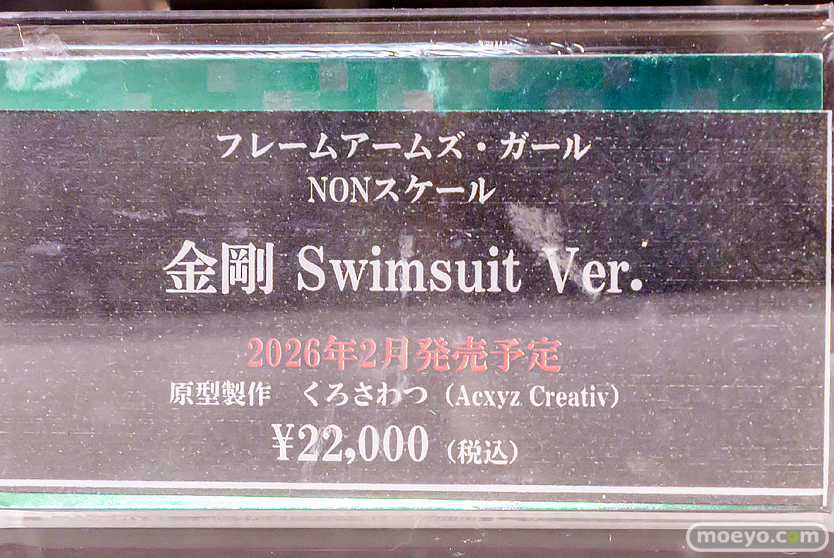 フレームアームズ・ガール
NONスケール
金剛 Swimsuit Ver.
2026年2月発売予定
原型製作　くろさわつ（Acxyz Creativ）
¥22,000（税込）
moeyo.com